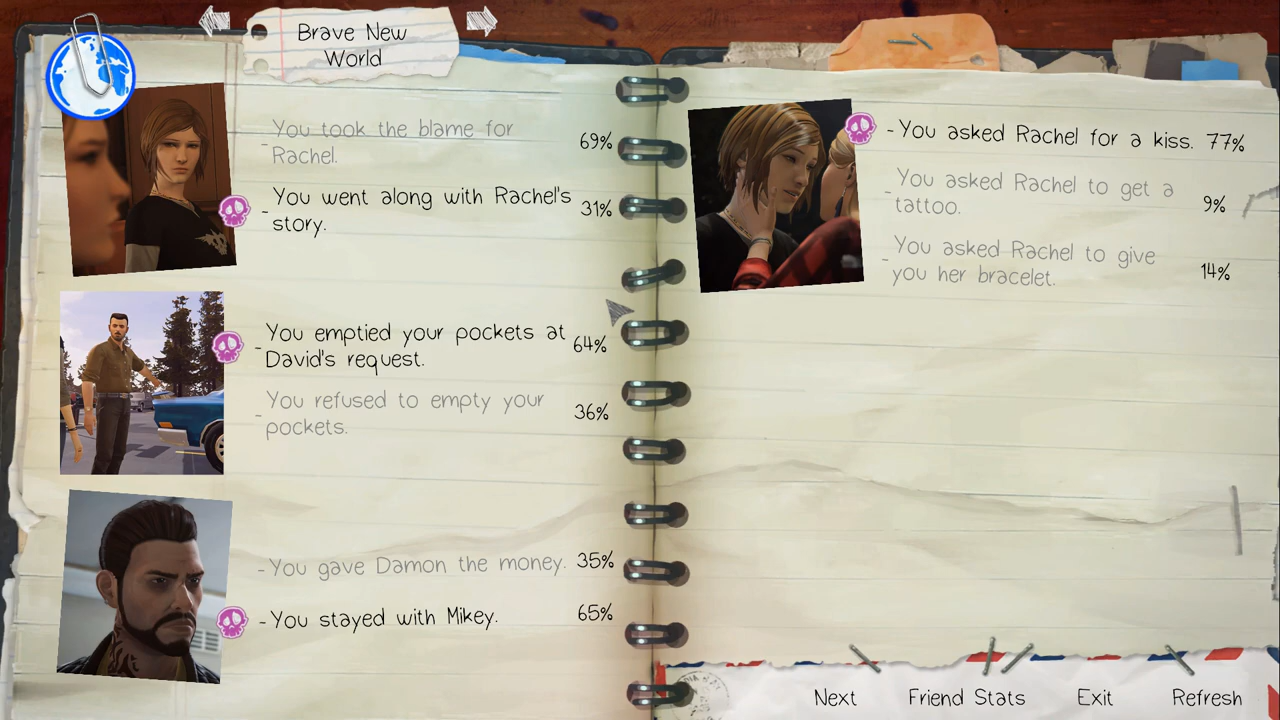 Brave New
World
You took the blame for
-Rachel.
69%
You went along with Rachel's
-story.
31%
-You emptied your pockets at
David's request.
64%
You refused to empty your
-pockets.
36%
-You gave Damon the money. 35%
-You stayed with Mikey. 65%
-You asked Rachel for a kiss. 77%
You asked Rachel to get a
-tattoo.
9%
-You asked Rachel to give
you her bracelet.
14%
Next Friend Stats Exit Refresh